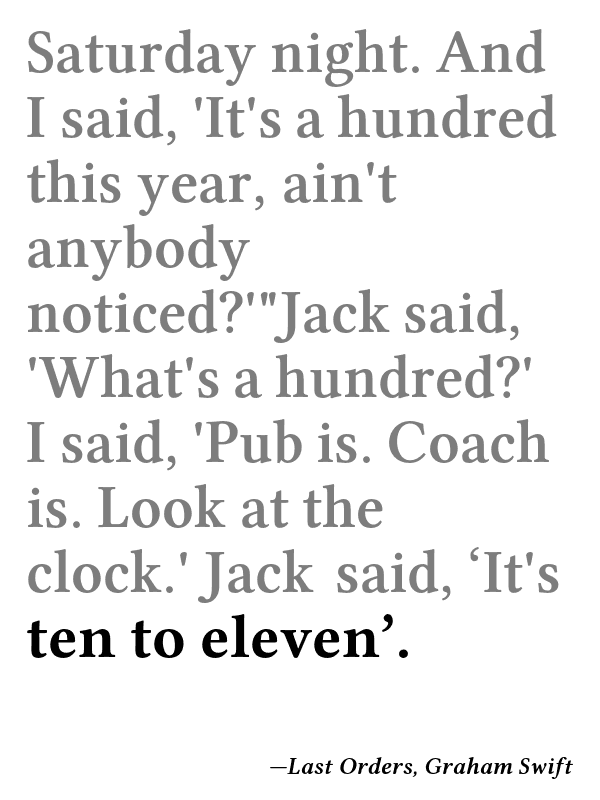 Saturday night. And
I said, 'It's a hundred
this year, ain't
anybody
noticed?'"Jack said,
'What's a hundred?'
I said, 'Pub is. Coach
is. Look at the
clock.' Jack said, ‘It's
ten to eleven’.
—Last Orders, Graham Swift